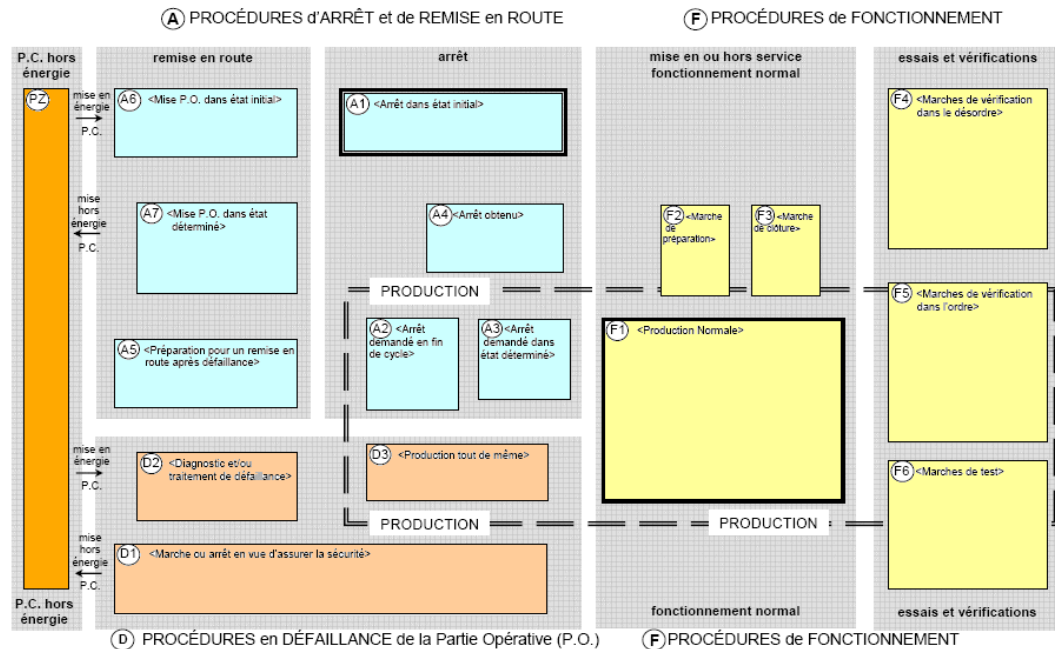 A PROCÉDURES d'ARRÊT et de REMISE en ROUTE
F PROCÉDURES de FONCTIONNEMENT
P.C. hors
énergie
remise en route
arrêt
mise en ou hors service
fonctionnement normal
essais et vérifications
PZ
mise en
énergie
P.C.
A6 <Mise P.O. dans état initial>
A1 <Arrêt dans état initial>
F4 <Marches de vérification
dans le désordre>
mise
hors
énergie
P.C.
A7 <Mise P.O. dans état
déterminé>
A4 <Arrêt obtenu>
F2 <Marche
de
préparation>
F3 <Marche
de clôture>
PRODUCTION
F5 <Marches de vérification
dans l'ordre>
A5 <Préparation pour un remise en
route après défaillance>
A2 <Arrêt
demandé en fin
de cycle>
A3 <Arrêt
demandé dans
état déterminé>
F1 <Production Normale>
mise en
énergie
P.C.
D2 <Diagnostic et/ou
traitement de défaillance>
D3 <Production tout de même>
F6 <Marches de test>
PRODUCTION
PRODUCTION
mise
hors
énergie
P.C.
D1 <Marche ou arrêt en vue d'assurer la sécurité>
P.C. hors
énergie
fonctionnement normal
essais et vérifications
D PROCÉDURES en DÉFAILLANCE de la Partie Opérative (P.O.)
F PROCÉDURES de FONCTIONNEMENT